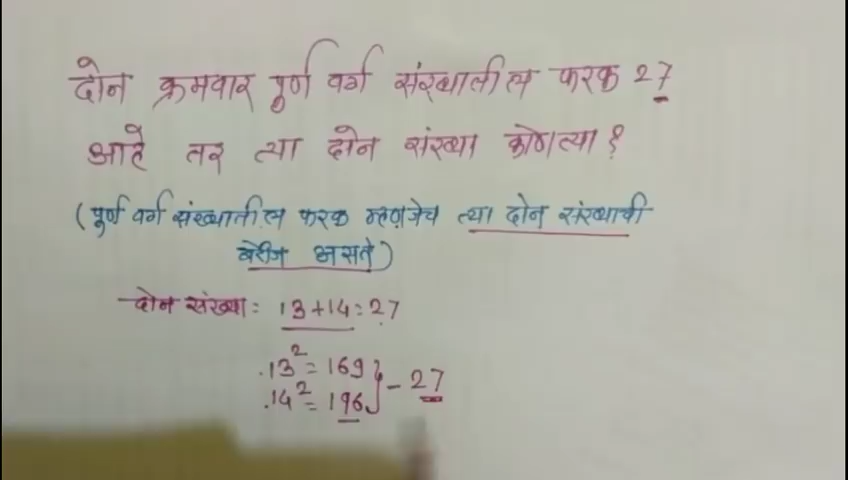 दोन क्रमवार पुर्ण वर्ग संख्यातील फरक 27
आहे तर त्या दोन संख्या कोणत्या ?
(पुर्ण वर्ग संख्यातील फरक म्हणजेच त्या दोन संख्याची
बेरीज असते)
दोन संख्या: 13+14=27
.13²=169} - 27
.14²=196